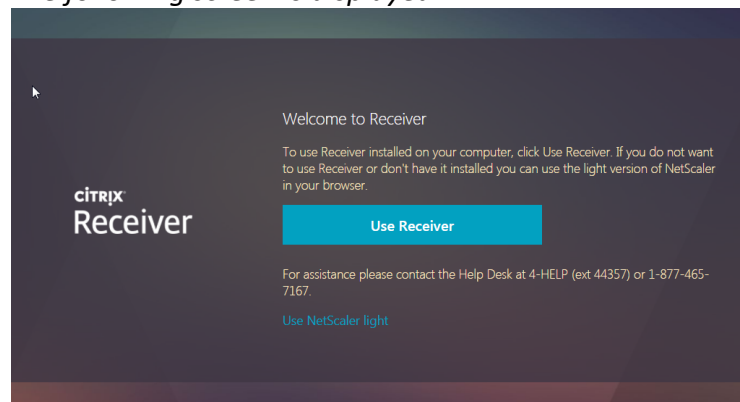 Welcome to Receiver
To use Receiver installed on your computer, click Use Receiver. If you do not want
to use Receiver or don't have it installed you can use the light version of NetScaler
in your browser.
CITRIX
Receiver
Use Receiver
For assistance please contact the Help Desk at 4-HELP (ext 44357) or 1-877-465-
7167.
Use NetScaler light